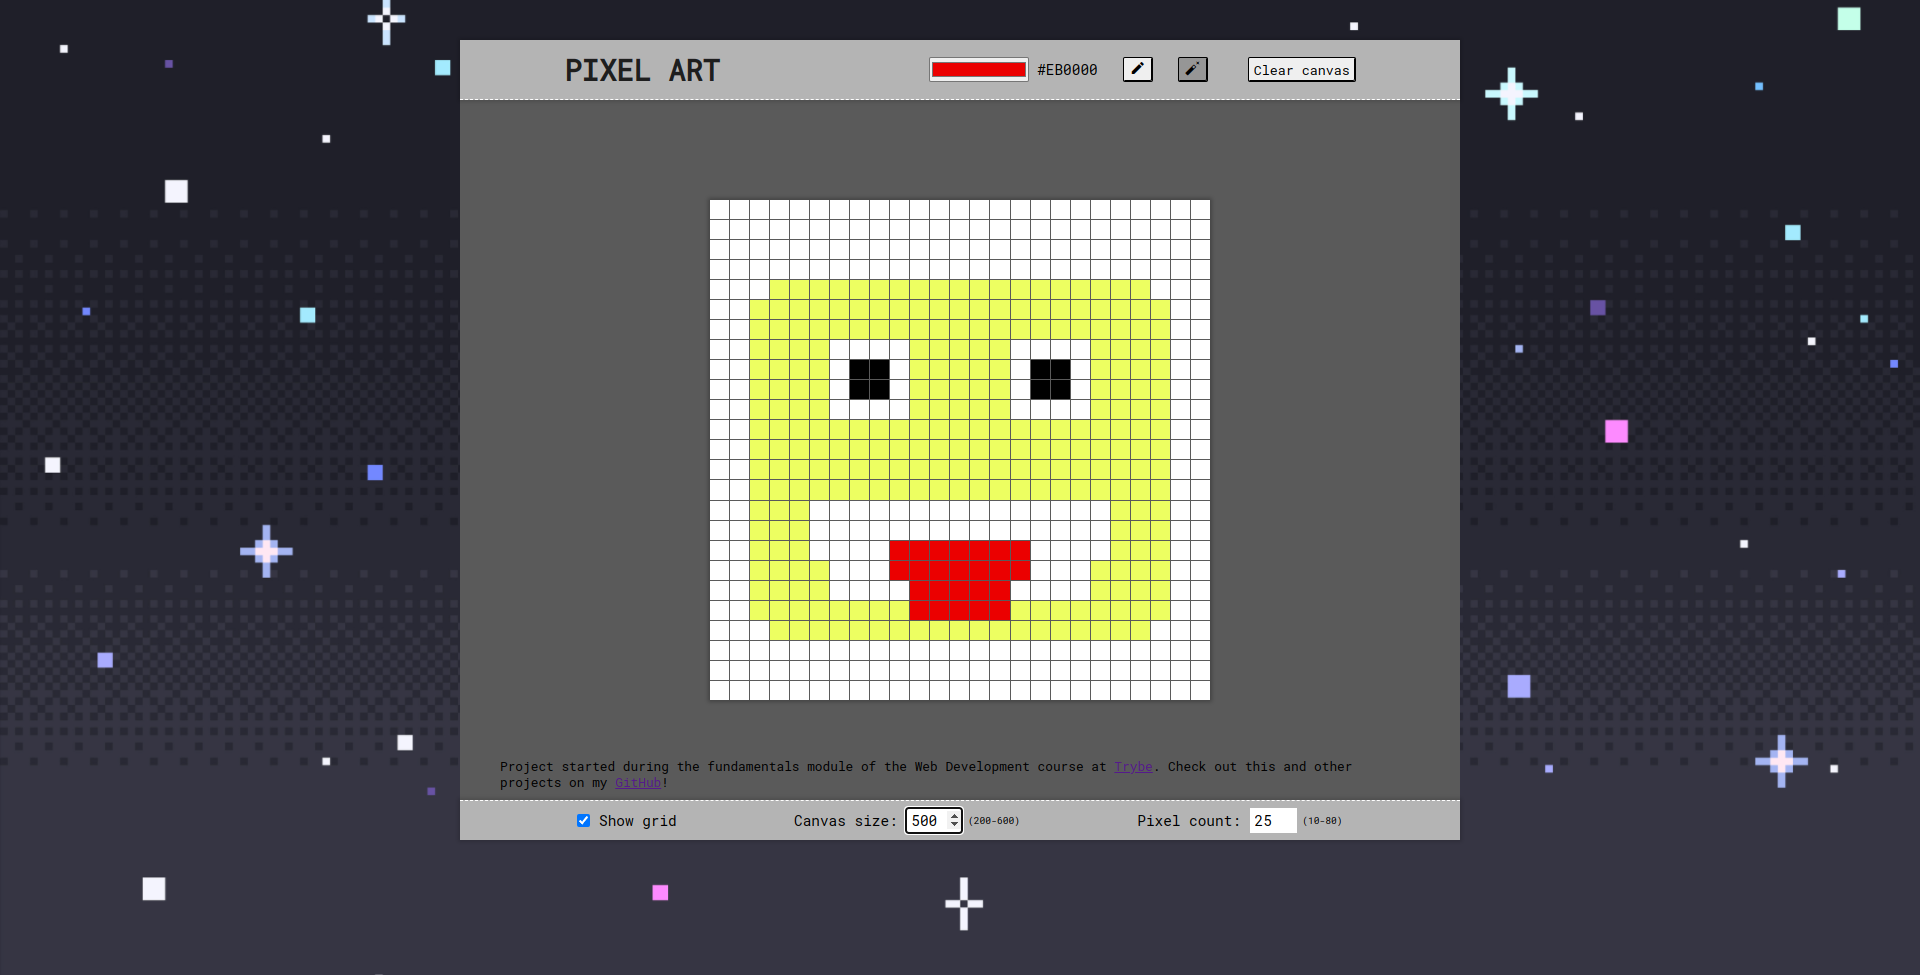 PIXEL ART
#EB0000
Clear canvas
Project started during the fundamentals module of the Web Development course at Trybe. Check out this and other
projects on my GitHub!
Show grid
Canvas size: 500 (200-600)
Pixel count: 25 (10-80)